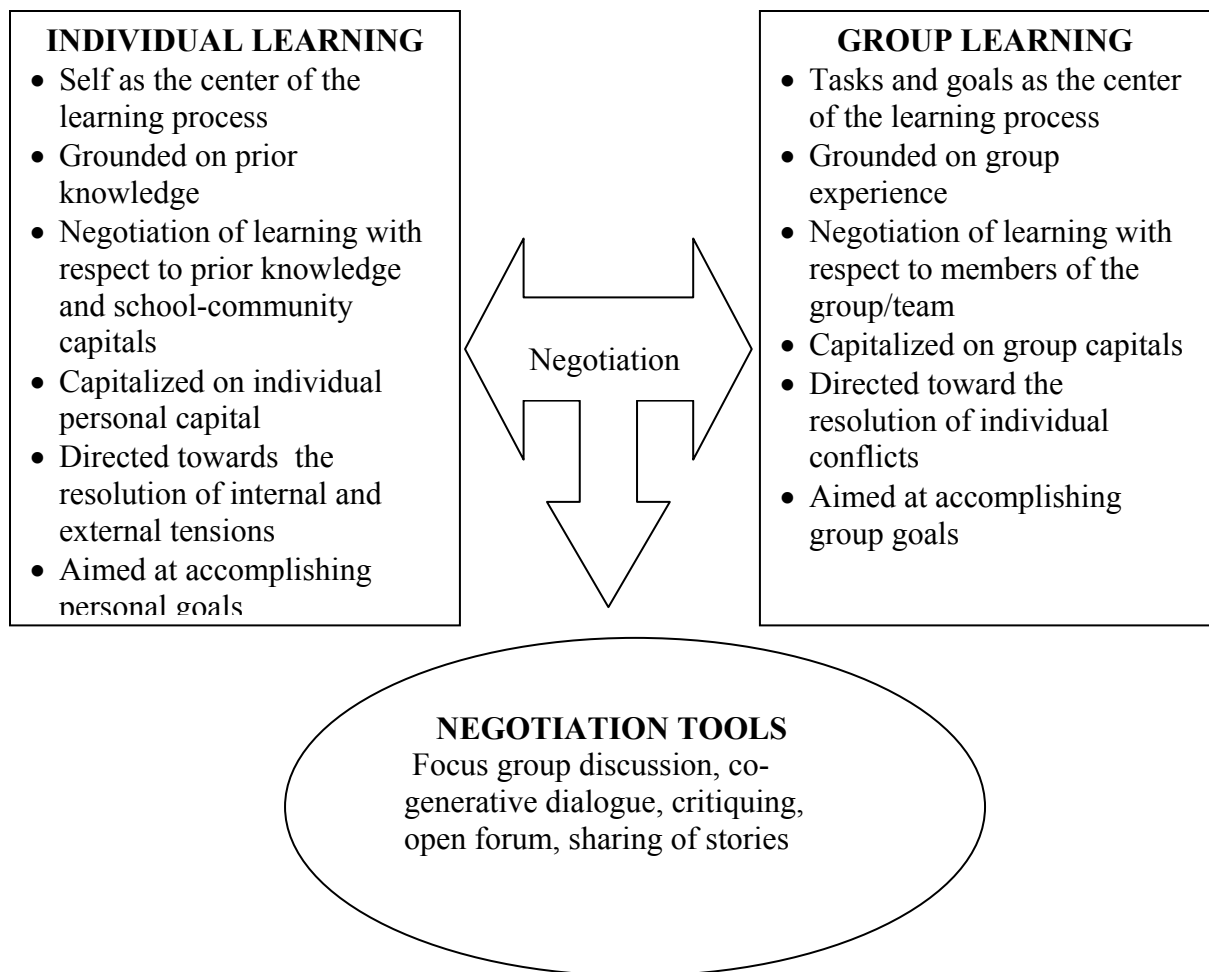 INDIVIDUAL LEARNING
• Self as the center of the
learning process
• Grounded on prior
knowledge
• Negotiation of learning with
respect to prior knowledge
and school-community
capitals
• Capitalized on individual
personal capital
• Directed towards  the
resolution of internal and
external tensions
• Aimed at accomplishing
personal goals
GROUP LEARNING
• Tasks and goals as the center
of the learning process
• Grounded on group
experience
• Negotiation of learning with
respect to members of the
group/team
• Capitalized on group capitals
• Directed toward the
resolution of individual
conflicts
• Aimed at accomplishing
group goals
Negotiation
NEGOTIATION TOOLS
Focus group discussion, co-
generative dialogue, critiquing,
open forum, sharing of stories